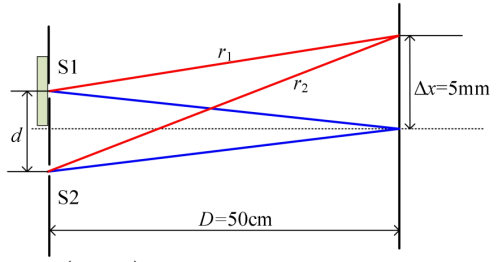 S1
r₁
r₂
Δx=5mm
d
S2
D=50cm